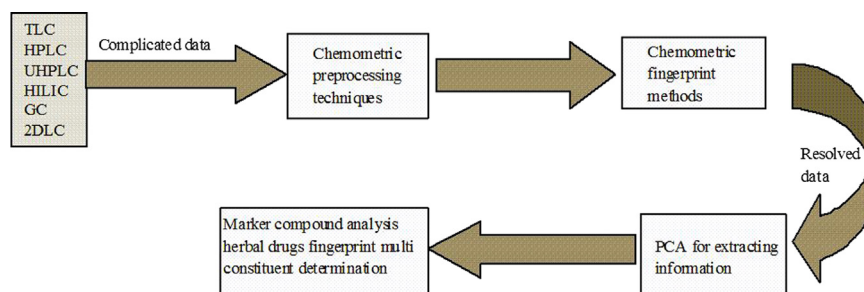 TLC
HPLC
UHPLC
HILIC
GC
2DLC
Complicated data
Chemometric
preprocessing
techniques
Chemometric
fingerprint
methods
Resolved
data
PCA for extracting
information
Marker compound analysis
herbal drugs fingerprint multi
constituent determination